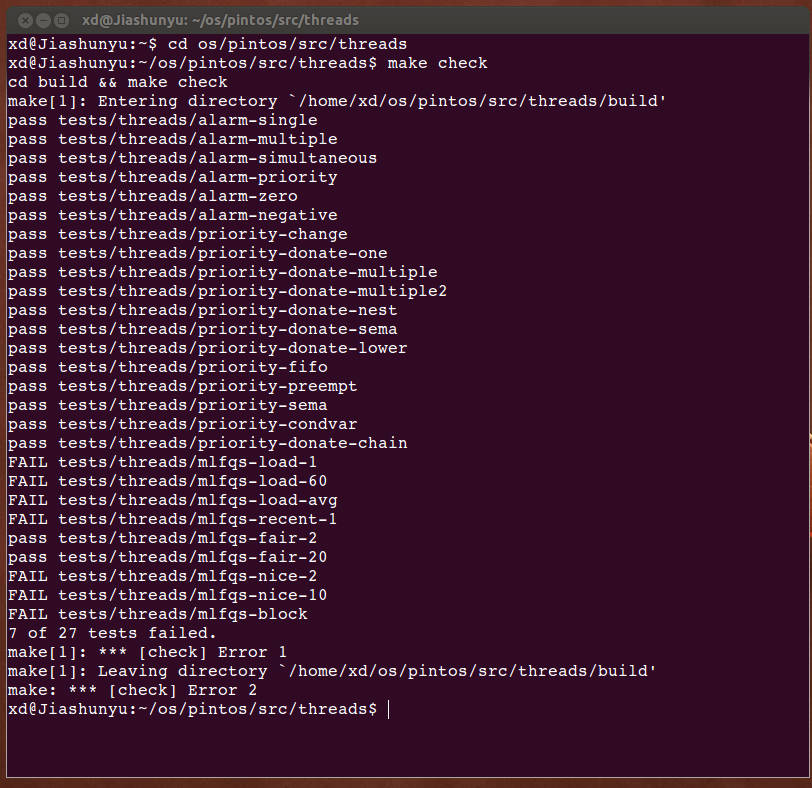 xd@Jiashunyu: ~/os/pintos/src/threads
xd@Jiashunyu:~$ cd os/pintos/src/threads
xd@Jiashunyu:~/os/pintos/src/threads$ make check
cd build && make check
make[1]: Entering directory `/home/xd/os/pintos/src/threads/build'
pass tests/threads/alarm-single
pass tests/threads/alarm-multiple
pass tests/threads/alarm-simultaneous
pass tests/threads/alarm-priority
pass tests/threads/alarm-zero
pass tests/threads/alarm-negative
pass tests/threads/priority-change
pass tests/threads/priority-donate-one
pass tests/threads/priority-donate-multiple
pass tests/threads/priority-donate-multiple2
pass tests/threads/priority-donate-nest
pass tests/threads/priority-donate-sema
pass tests/threads/priority-donate-lower
pass tests/threads/priority-fifo
pass tests/threads/priority-preempt
pass tests/threads/priority-sema
pass tests/threads/priority-condvar
pass tests/threads/priority-donate-chain
FAIL tests/threads/mlfqs-load-1
FAIL tests/threads/mlfqs-load-60
FAIL tests/threads/mlfqs-load-avg
FAIL tests/threads/mlfqs-recent-1
pass tests/threads/mlfqs-fair-2
pass tests/threads/mlfqs-fair-20
FAIL tests/threads/mlfqs-nice-2
FAIL tests/threads/mlfqs-nice-10
FAIL tests/threads/mlfqs-block
7 of 27 tests failed.
make[1]: *** [check] Error 1
make[1]: Leaving directory `/home/xd/os/pintos/src/threads/build'
make: *** [check] Error 2
xd@Jiashunyu:~/os/pintos/src/threads$